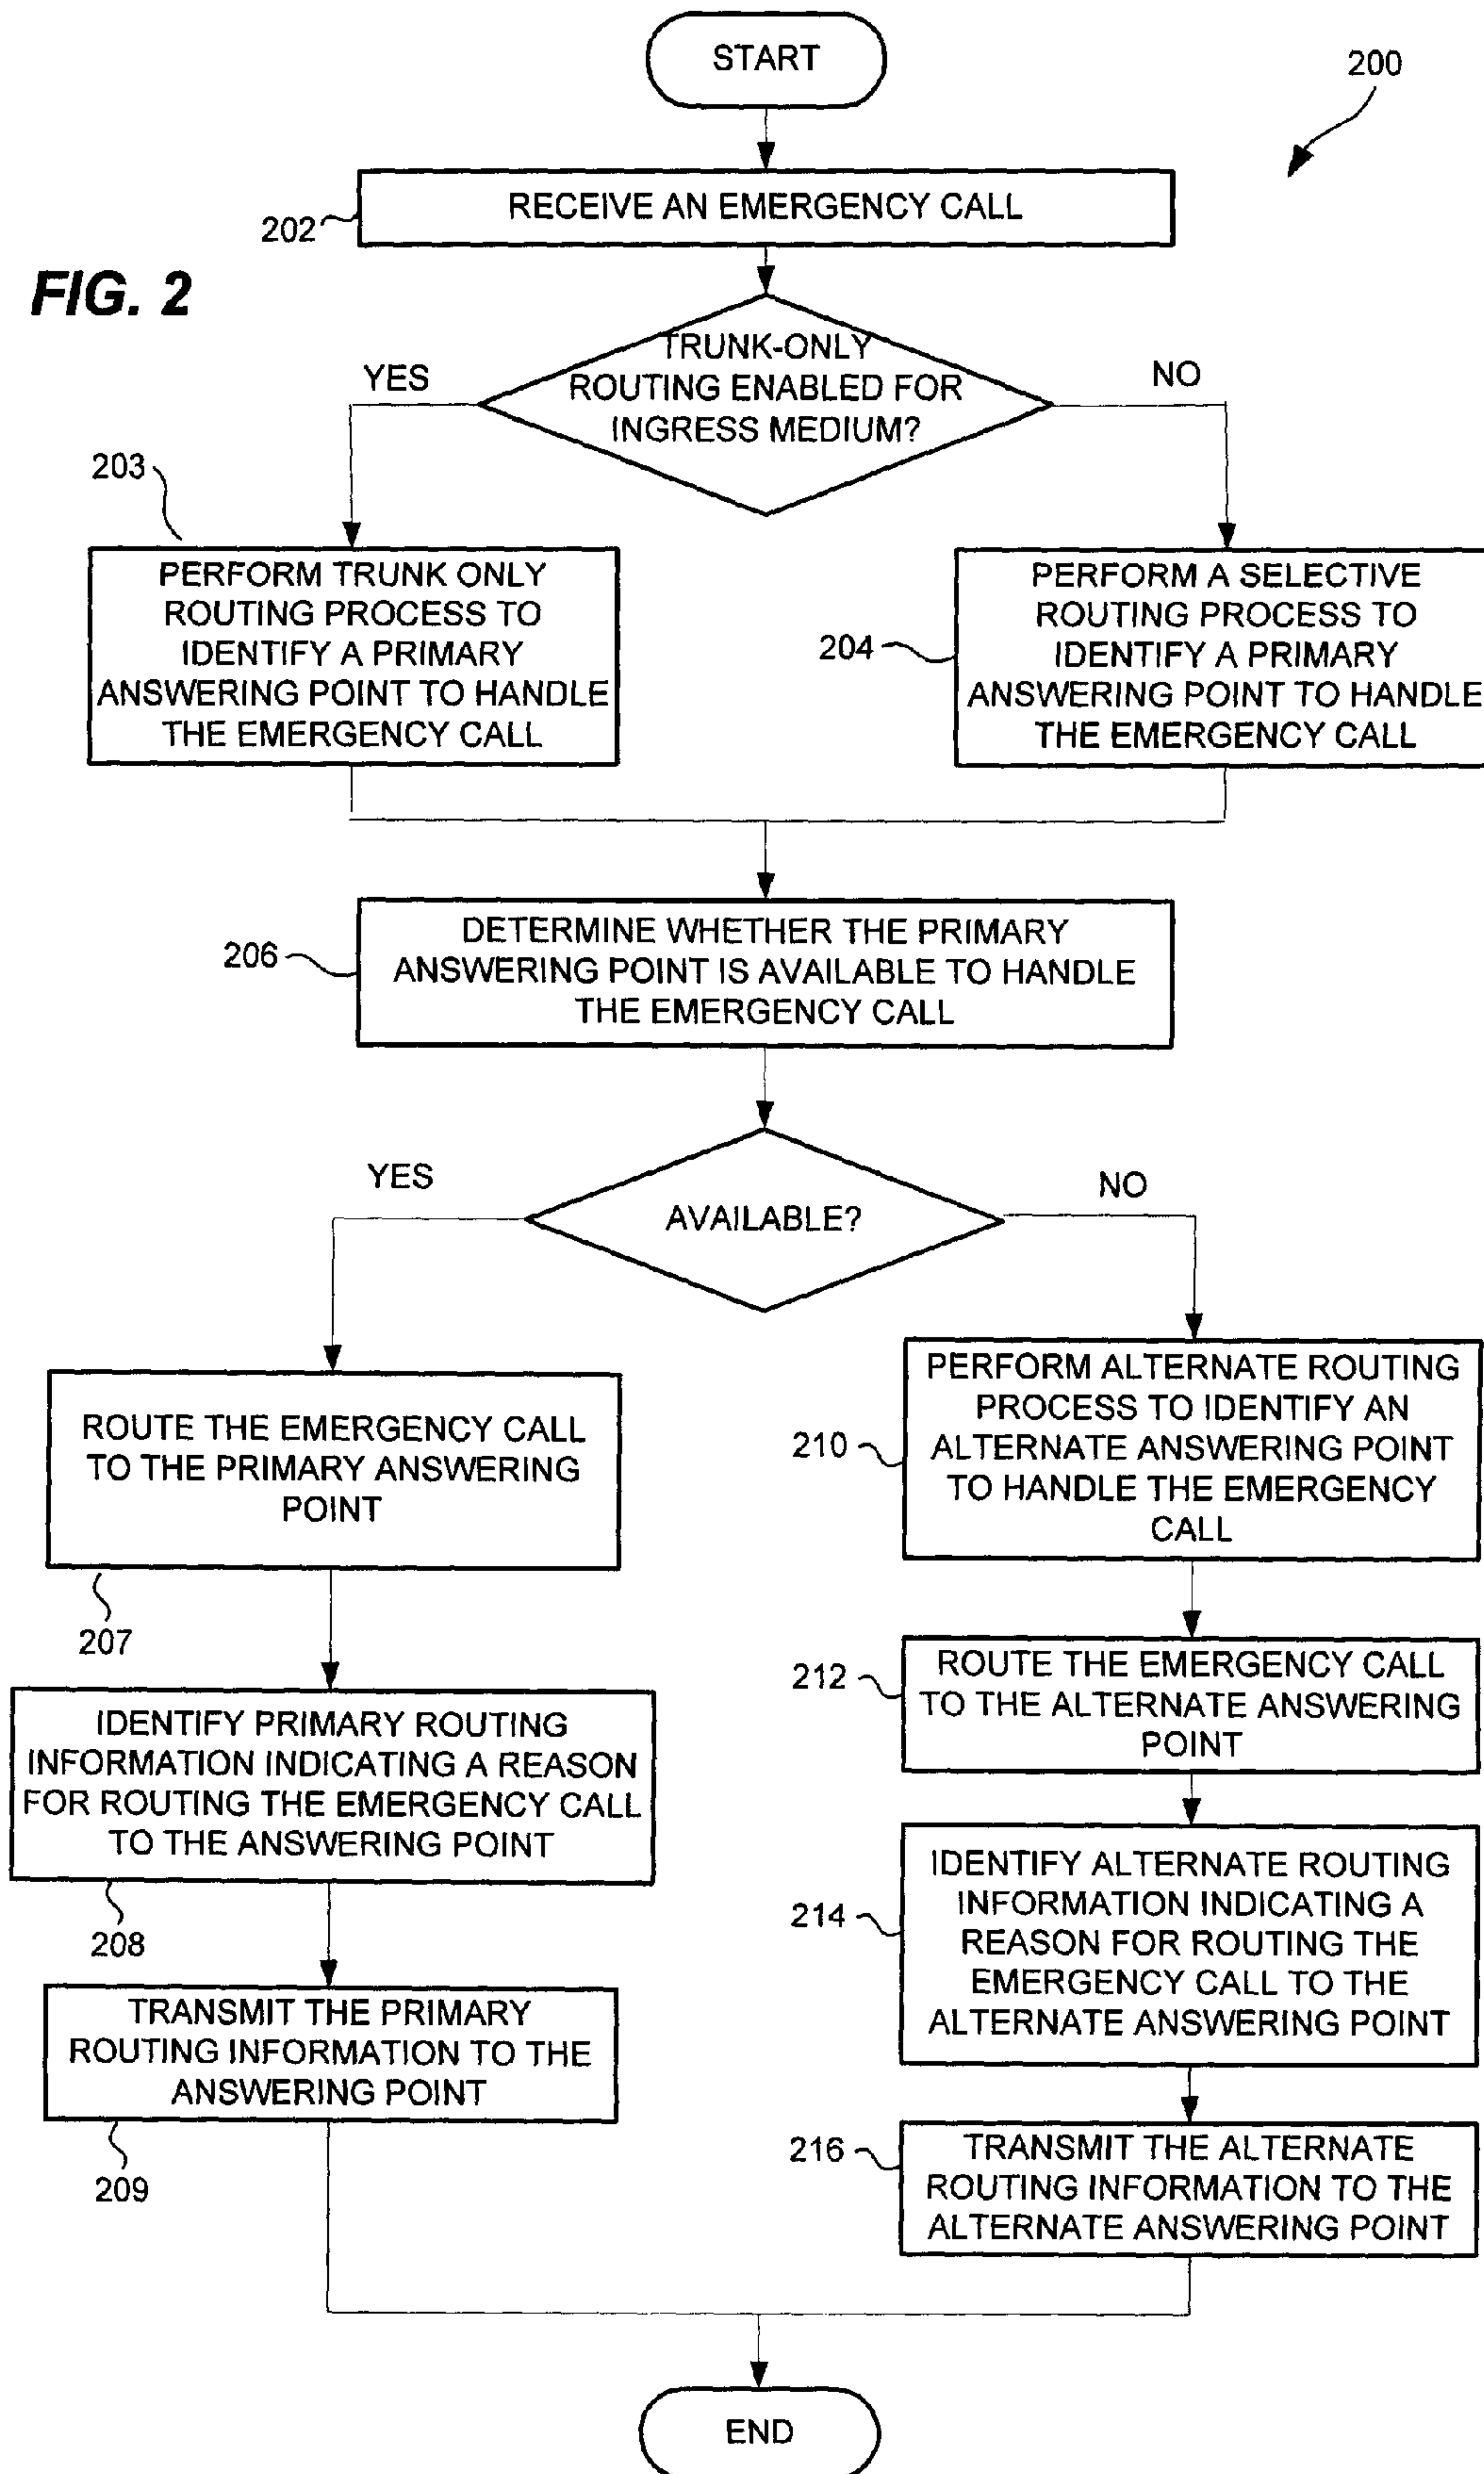 START
200
RECEIVE AN EMERGENCY CALL
202
FIG. 2
TRUNK-ONLY
ROUTING ENABLED FOR
INGRESS MEDIUM?
YES
NO
203
PERFORM TRUNK ONLY
ROUTING PROCESS TO
IDENTIFY A PRIMARY
ANSWERING POINT TO HANDLE
THE EMERGENCY CALL
204
PERFORM A SELECTIVE
ROUTING PROCESS TO
IDENTIFY A PRIMARY
ANSWERING POINT TO HANDLE
THE EMERGENCY CALL
206
DETERMINE WHETHER THE PRIMARY
ANSWERING POINT IS AVAILABLE TO HANDLE
THE EMERGENCY CALL
YES
NO
AVAILABLE?
ROUTE THE EMERGENCY CALL
TO THE PRIMARY ANSWERING
POINT
207
IDENTIFY PRIMARY ROUTING
INFORMATION INDICATING A REASON
FOR ROUTING THE EMERGENCY CALL
TO THE ANSWERING POINT
208
TRANSMIT THE PRIMARY
ROUTING INFORMATION TO THE
ANSWERING POINT
209
PERFORM ALTERNATE ROUTING
PROCESS TO IDENTIFY AN
ALTERNATE ANSWERING POINT
TO HANDLE THE EMERGENCY
CALL
210
ROUTE THE EMERGENCY CALL
TO THE ALTERNATE ANSWERING
POINT
212
IDENTIFY ALTERNATE ROUTING
INFORMATION INDICATING A
REASON FOR ROUTING THE
EMERGENCY CALL TO THE
ALTERNATE ANSWERING POINT
214
TRANSMIT THE ALTERNATE
ROUTING INFORMATION TO THE
ALTERNATE ANSWERING POINT
216
END